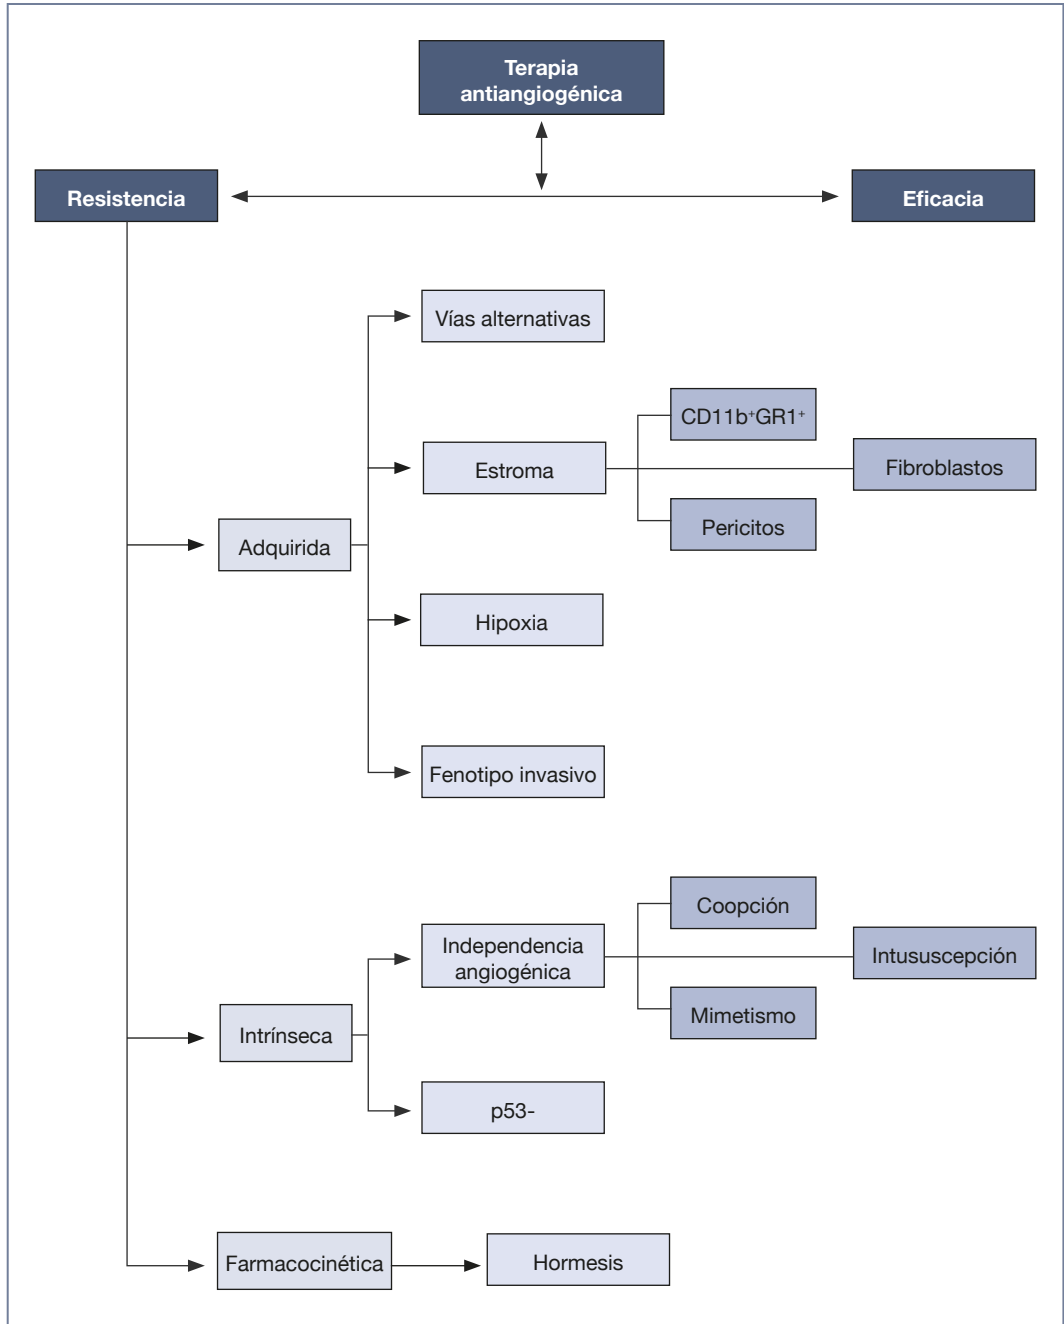 Terapia
antiangiogénica
Resistencia
Eficacia
Vías alternativas
CD11b⁺GR1⁺
Estroma
Fibroblastos
Pericitos
Adquirida
Hipoxia
Fenotipo invasivo
Coopción
Independencia
angiogénica
Intususcepción
Mimetismo
Intrínseca
p53-
Farmacocinética
Hormesis